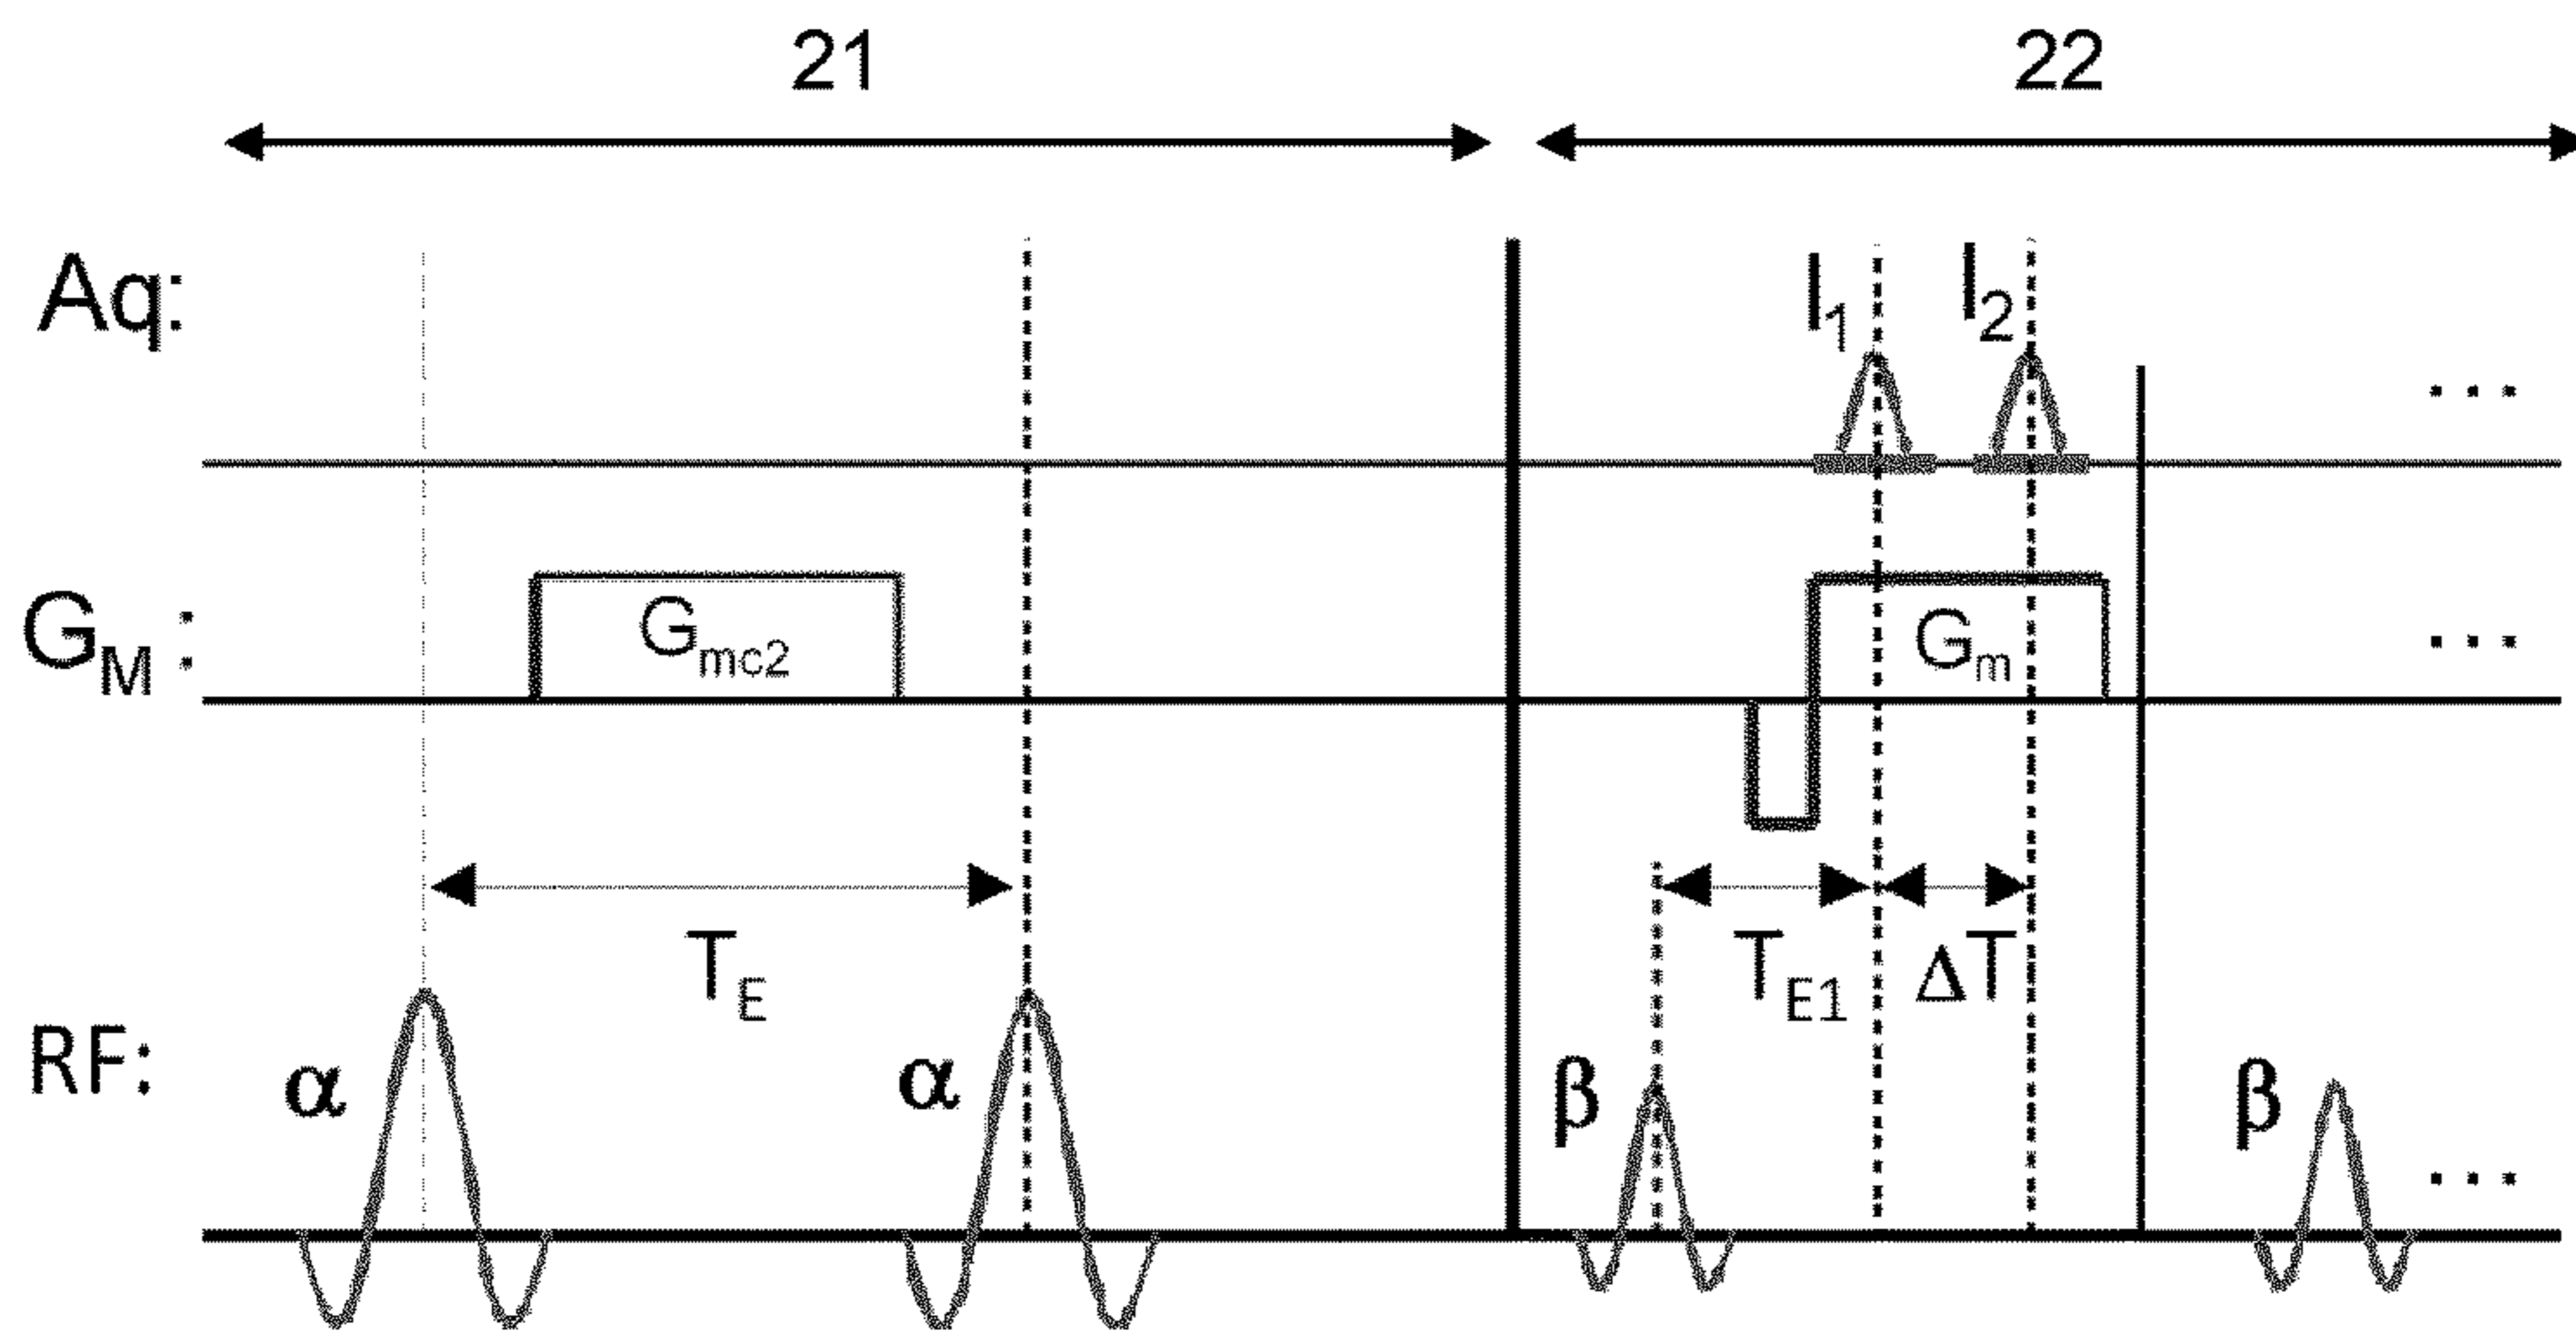 21 22
Aq: I1 I2 ...
GM : Gmc2 Gm ...
TE TE1 ΔT
RF: α α β β ...